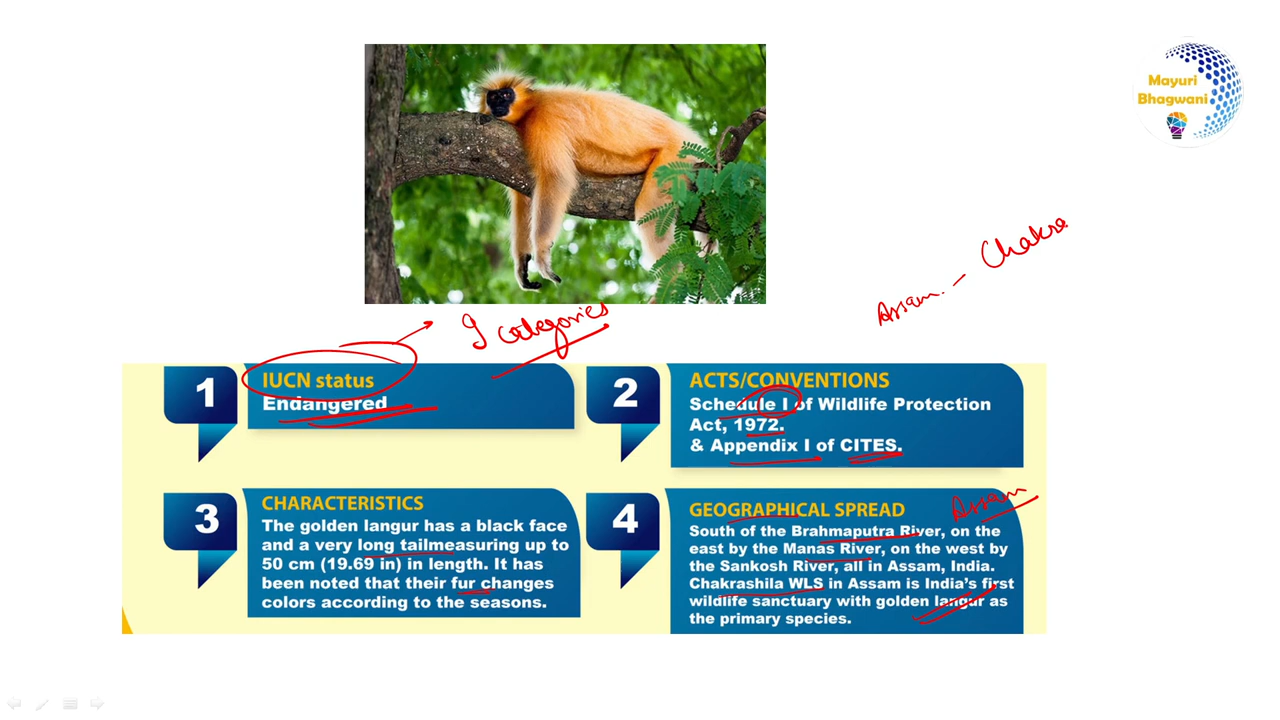 Mayuri
Bhagwani
Assam. - Chakra
9 categories
1
IUCN status
Endangered
2
ACTS/CONVENTIONS
Schedule I of Wildlife Protection
Act, 1972.
& Appendix I of CITES.
3
CHARACTERISTICS
The golden langur has a black face
and a very long tailmeasuring up to
50 cm (19.69 in) in length. It has
been noted that their fur changes
colors according to the seasons.
4
GEOGRAPHICAL SPREAD
Assam
South of the Brahmaputra River, on the
east by the Manas River, on the west by
the Sankosh River, all in Assam, India.
Chakrashila WLS in Assam is India's first
wildlife sanctuary with golden langur as
the primary species.